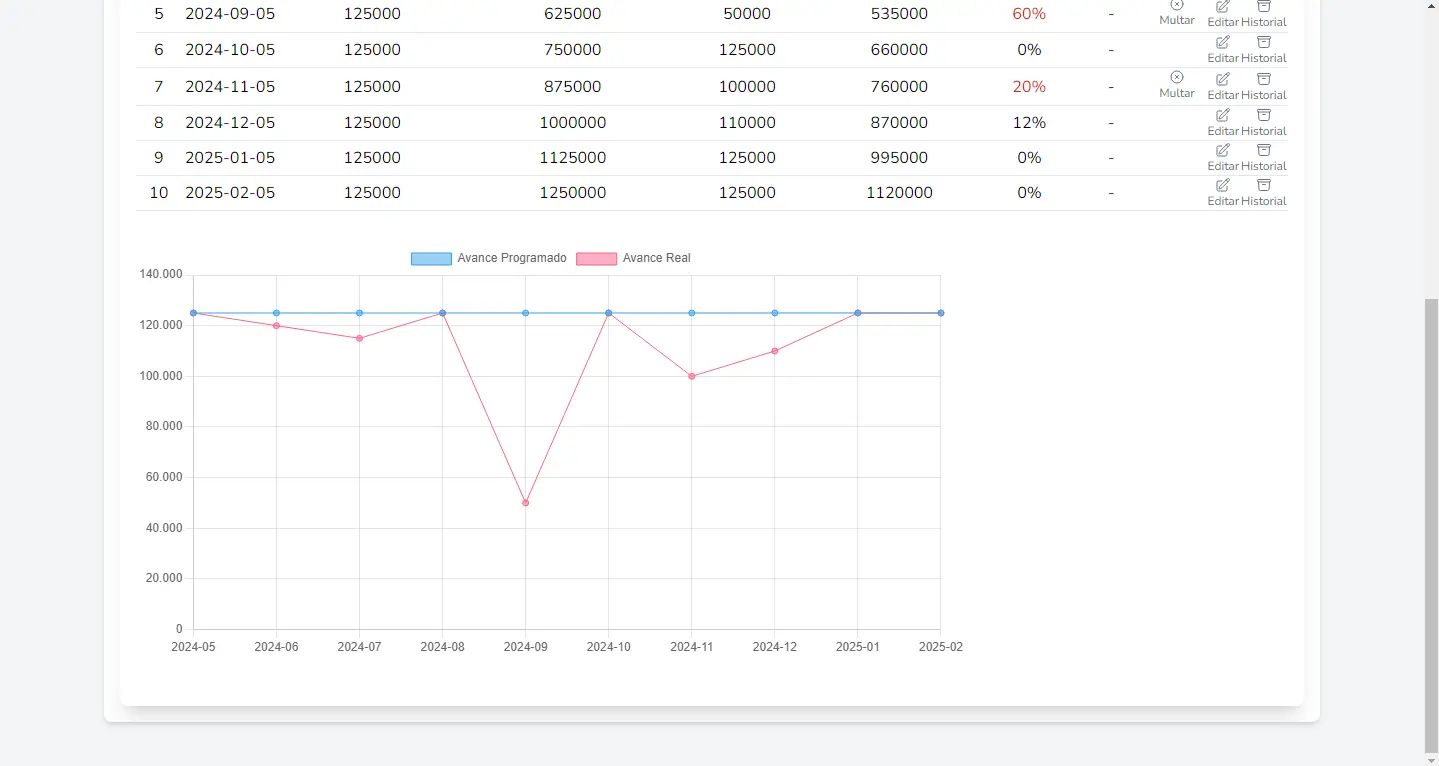 5 2024-09-05 125000 625000 50000 535000 60% - Multar Editar Historial
6 2024-10-05 125000 750000 125000 660000 0% - Editar Historial
7 2024-11-05 125000 875000 100000 760000 20% - Multar Editar Historial
8 2024-12-05 125000 1000000 110000 870000 12% - Editar Historial
9 2025-01-05 125000 1125000 125000 995000 0% - Editar Historial
10 2025-02-05 125000 1250000 125000 1120000 0% - Editar Historial
Avance Programado Avance Real
140.000
120.000
100.000
80.000
60.000
40.000
20.000
0
2024-05 2024-06 2024-07 2024-08 2024-09 2024-10 2024-11 2024-12 2025-01 2025-02